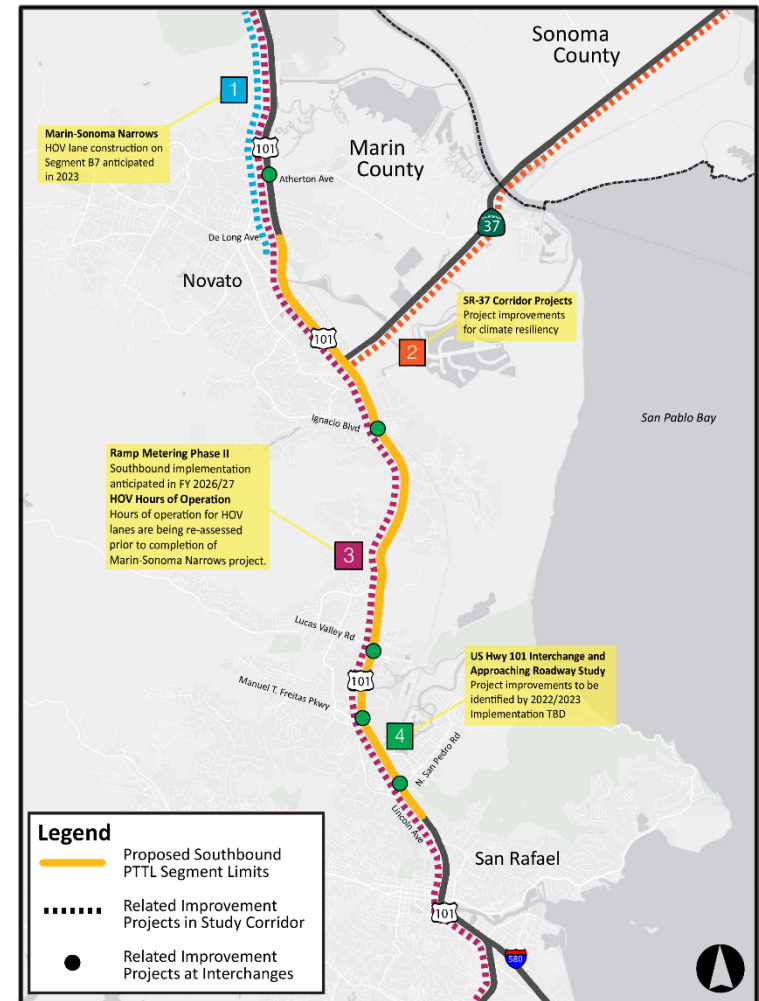 Sonoma
County
1
Marin-Sonoma Narrows
HOV lane construction on
Segment B7 anticipated
in 2023
101
Marin
County
Atherton Ave
CALIFORNIA
37
De Long Ave
Novato
SR-37 Corridor Projects
Project improvements
for climate resiliency
101
2
San Pablo Bay
Ignacio Blvd
Ramp Metering Phase II
Southbound implementation
anticipated in FY 2026/27
HOV Hours of Operation
Hours of operation for HOV
lanes are being re-assessed
prior to completion of
Marin-Sonoma Narrows project.
3
Lucas Valley Rd
US Hwy 101 Interchange and
Approaching Roadway Study
Project improvements to be
identified by 2022/2023
Implementation TBD
101
Manuel T. Freitas Pkwy
4
N. San Pedro Rd
Lincoln Ave
San Rafael
101
580
Legend
Proposed Southbound
PTTL Segment Limits
Related Improvement
Projects in Study Corridor
Related Improvement
Projects at Interchanges